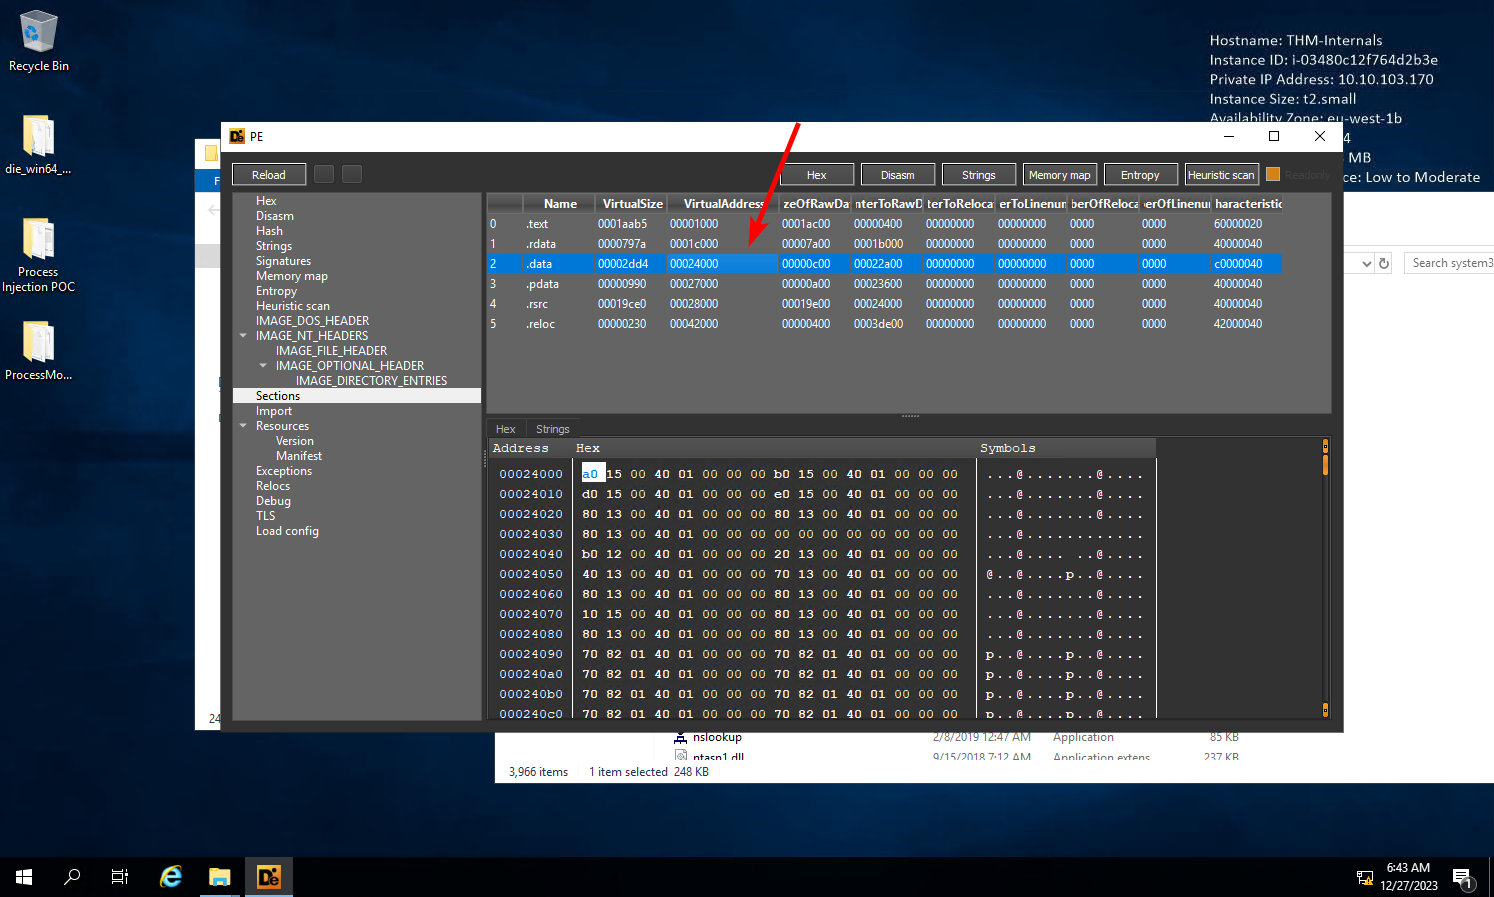 Recycle Bin
die_win64_...
Process
Injection POC
ProcessMo...
Hostname: THM-Internals
Instance ID: i-03480c12f764d2b3e
Private IP Address: 10.10.103.170
Instance Size: t2.small
Availability Zone: eu-west-1b
4
MB
ce: Low to Moderate
F
24
Search system3
PE
Reload
Hex Disasm Strings Memory map Entropy Heuristic scan Readonly
Hex
Disasm
Hash
Strings
Signatures
Memory map
Entropy
Heuristic scan
IMAGE_DOS_HEADER
IMAGE_NT_HEADERS
IMAGE_FILE_HEADER
IMAGE_OPTIONAL_HEADER
IMAGE_DIRECTORY_ENTRIES
Sections
Import
Resources
Version
Manifest
Exceptions
Relocs
Debug
TLS
Load config
Name VirtualSize VirtualAddress zeOfRawDa nterToRawD terToRelocat erToLinenum berOfReloca erOfLinenum haracteristic
0 .text 0001aab5 00001000 0001ac00 00000400 00000000 00000000 0000 0000 60000020
1 .rdata 0000797a 0001c000 00007a00 0001b000 00000000 00000000 0000 0000 40000040
2 .data 00002dd4 00024000 00000c00 00022a00 00000000 00000000 0000 0000 c0000040
3 .pdata 00000990 00027000 00000a00 00023600 00000000 00000000 0000 0000 40000040
4 .rsrc 00019ce0 00028000 00019e00 00024000 00000000 00000000 0000 0000 40000040
5 .reloc 00000230 00042000 00000400 0003de00 00000000 00000000 0000 0000 42000040
Hex Strings
Address Hex Symbols
00024000 a0 15 00 40 01 00 00 00 b0 15 00 40 01 00 00 00 ...@.......@....
00024010 d0 15 00 40 01 00 00 00 e0 15 00 40 01 00 00 00 ...@.......@....
00024020 80 13 00 40 01 00 00 00 80 13 00 40 01 00 00 00 ...@.......@....
00024030 80 13 00 40 01 00 00 00 00 00 00 00 00 00 00 00 ...@............
00024040 b0 12 00 40 01 00 00 00 20 13 00 40 01 00 00 00 ...@.... ..@....
00024050 40 13 00 40 01 00 00 00 70 13 00 40 01 00 00 00 @..@....p..@....
00024060 80 13 00 40 01 00 00 00 80 13 00 40 01 00 00 00 ...@.......@....
00024070 10 15 00 40 01 00 00 00 80 13 00 40 01 00 00 00 ...@.......@....
00024080 80 13 00 40 01 00 00 00 80 13 00 40 01 00 00 00 ...@.......@....
00024090 70 82 01 40 01 00 00 00 70 82 01 40 01 00 00 00 p..@....p..@....
000240a0 70 82 01 40 01 00 00 00 70 82 01 40 01 00 00 00 p..@....p..@....
000240b0 70 82 01 40 01 00 00 00 70 82 01 40 01 00 00 00 p..@....p..@....
000240c0 70 82 01 40 01 00 00 00 70 82 01 40 01 00 00 00 p..@....p..@....
nslookup 2/8/2019 12:47 AM Application 85 KB
ntasn1.dll 9/15/2018 7:12 AM Application extens 237 KB
3,966 items 1 item selected 248 KB
6:43 AM
12/27/2023
1